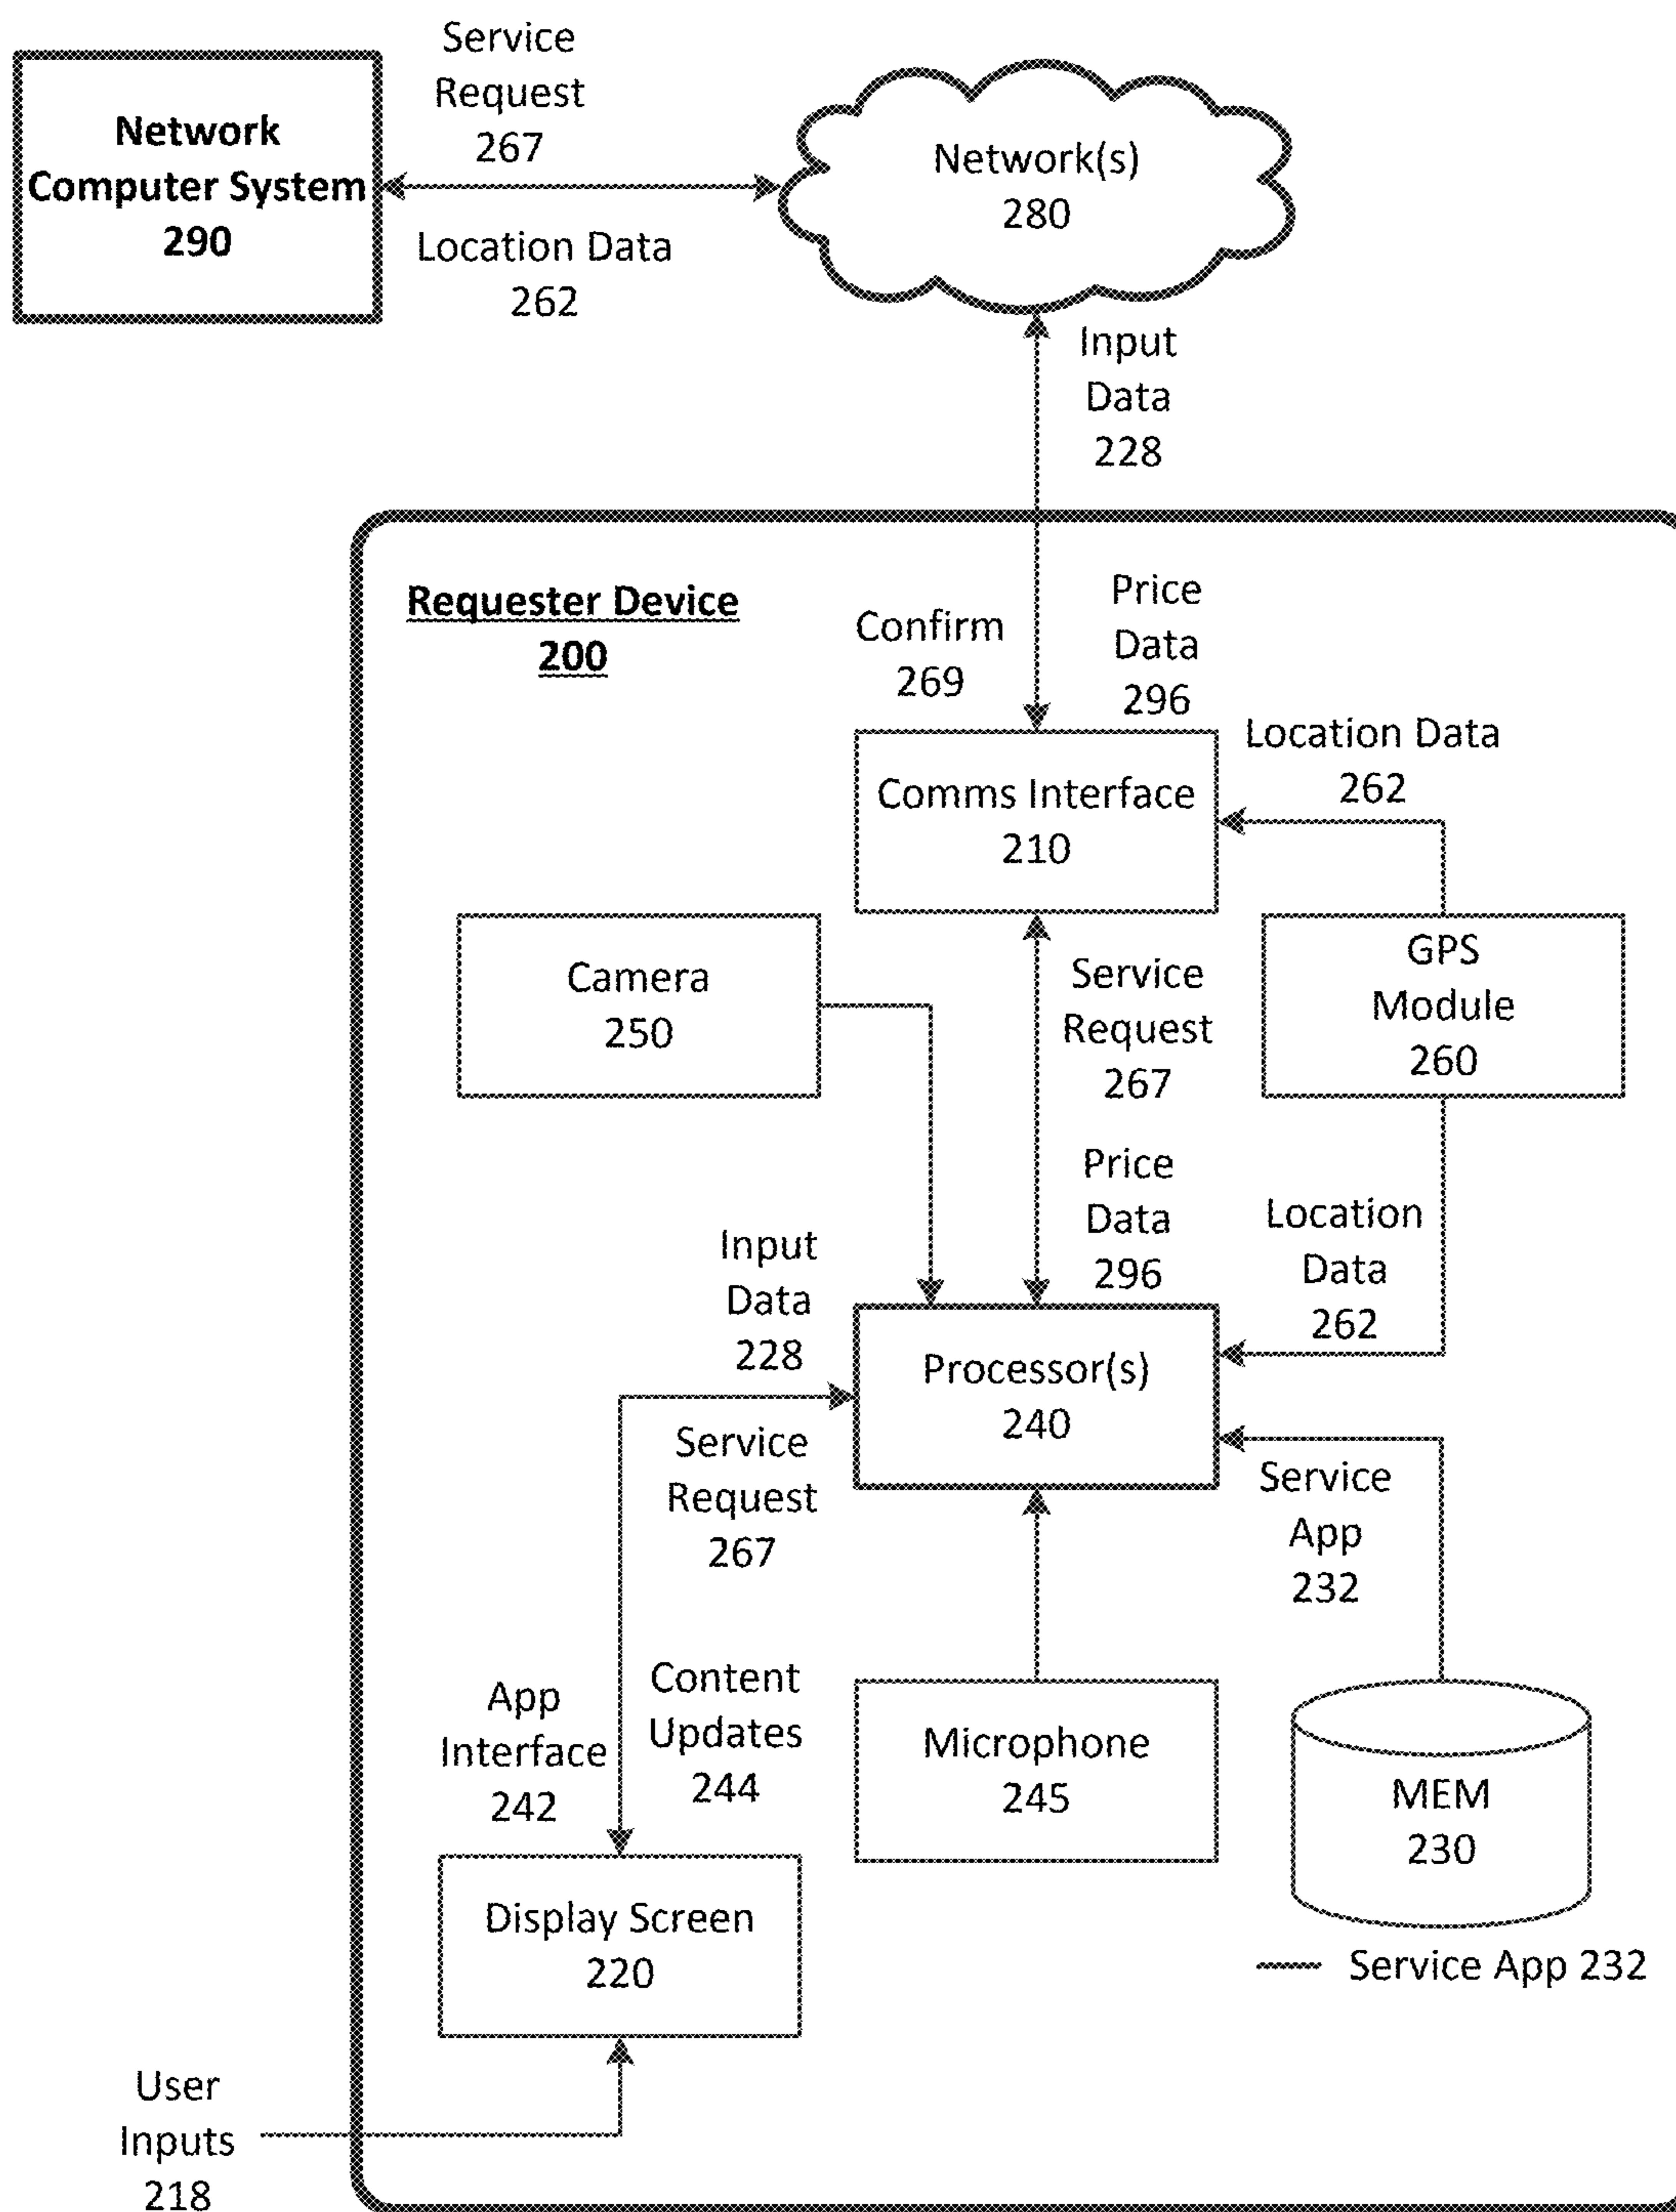 Service
Request
267
Network
Computer System
290
Location Data
262
Network(s)
280
Input
Data
228
Requester Device
200
Confirm
269
Price
Data
296
Location Data
262
Comms Interface
210
Camera
250
Service
Request
267
GPS
Module
260
Price
Data
296
Location
Data
262
Input
Data
228
Processor(s)
240
Service
Request
267
Service
App
232
App
Interface
242
Content
Updates
244
Microphone
245
MEM
230
Display Screen
220
Service App 232
User
Inputs
218